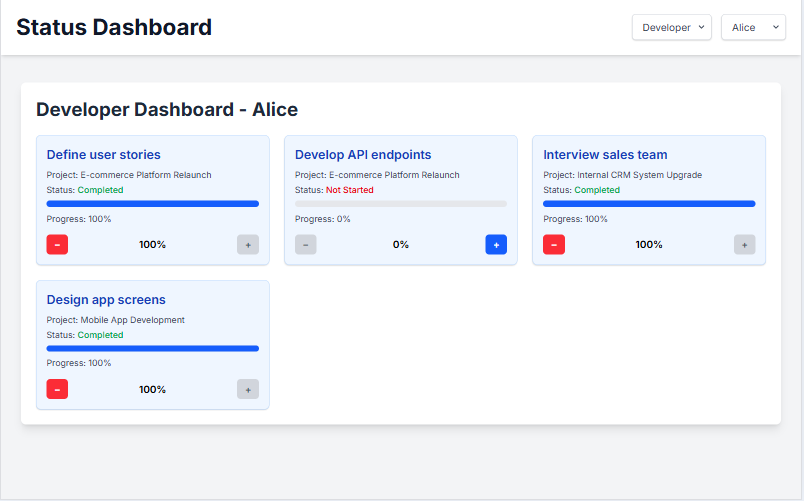 Status Dashboard
Developer
Alice
Developer Dashboard - Alice
Define user stories
Project: E-commerce Platform Relaunch
Status: Completed
Progress: 100%
− 100% +
Develop API endpoints
Project: E-commerce Platform Relaunch
Status: Not Started
Progress: 0%
− 0% +
Interview sales team
Project: Internal CRM System Upgrade
Status: Completed
Progress: 100%
− 100% +
Design app screens
Project: Mobile App Development
Status: Completed
Progress: 100%
− 100% +